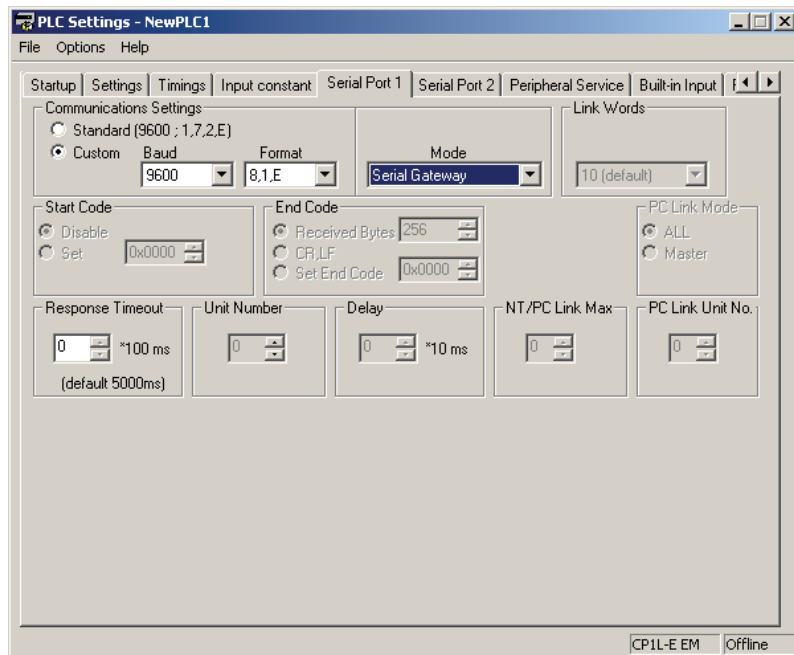 PLC Settings - NewPLC1
File Options Help
Startup Settings Timings Input constant Serial Port 1 Serial Port 2 Peripheral Service Built-in Input
Communications Settings Link Words
Standard (9600 ; 1,7,2,E)
Custom Baud Format Mode
9600 8,1,E Serial Gateway 10 (default)
Start Code End Code PC Link Mode
Disable Received Bytes 256 ALL
Set 0x0000 CR,LF Master
Set End Code 0x0000
Response Timeout Unit Number Delay NT/PC Link Max PC Link Unit No.
0 *100 ms 0 0 *10 ms 0 0
(default 5000ms)
CP1L-E EM Offline